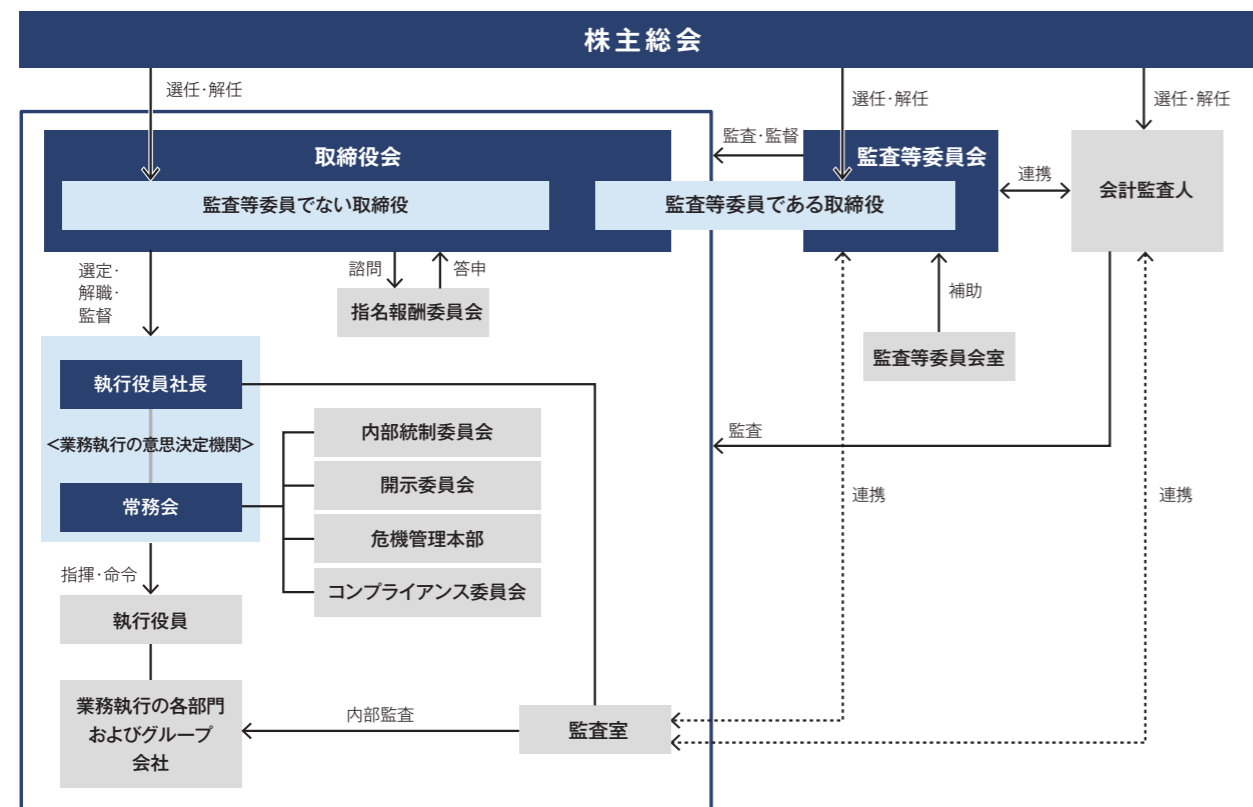 株主総会
選任・解任
選任・解任
選任・解任
取締役会
監査・監督
監査等委員会
連携
会計監査人
監査等委員でない取締役
監査等委員である取締役
選定・
解職・
監督
諮問
答申
指名報酬委員会
補助
監査等委員会室
執行役員社長
<業務執行の意思決定機関>
常務会
内部統制委員会
開示委員会
危機管理本部
コンプライアンス委員会
監査
連携
連携
指揮・命令
執行役員
業務執行の各部門
およびグループ
会社
内部監査
監査室